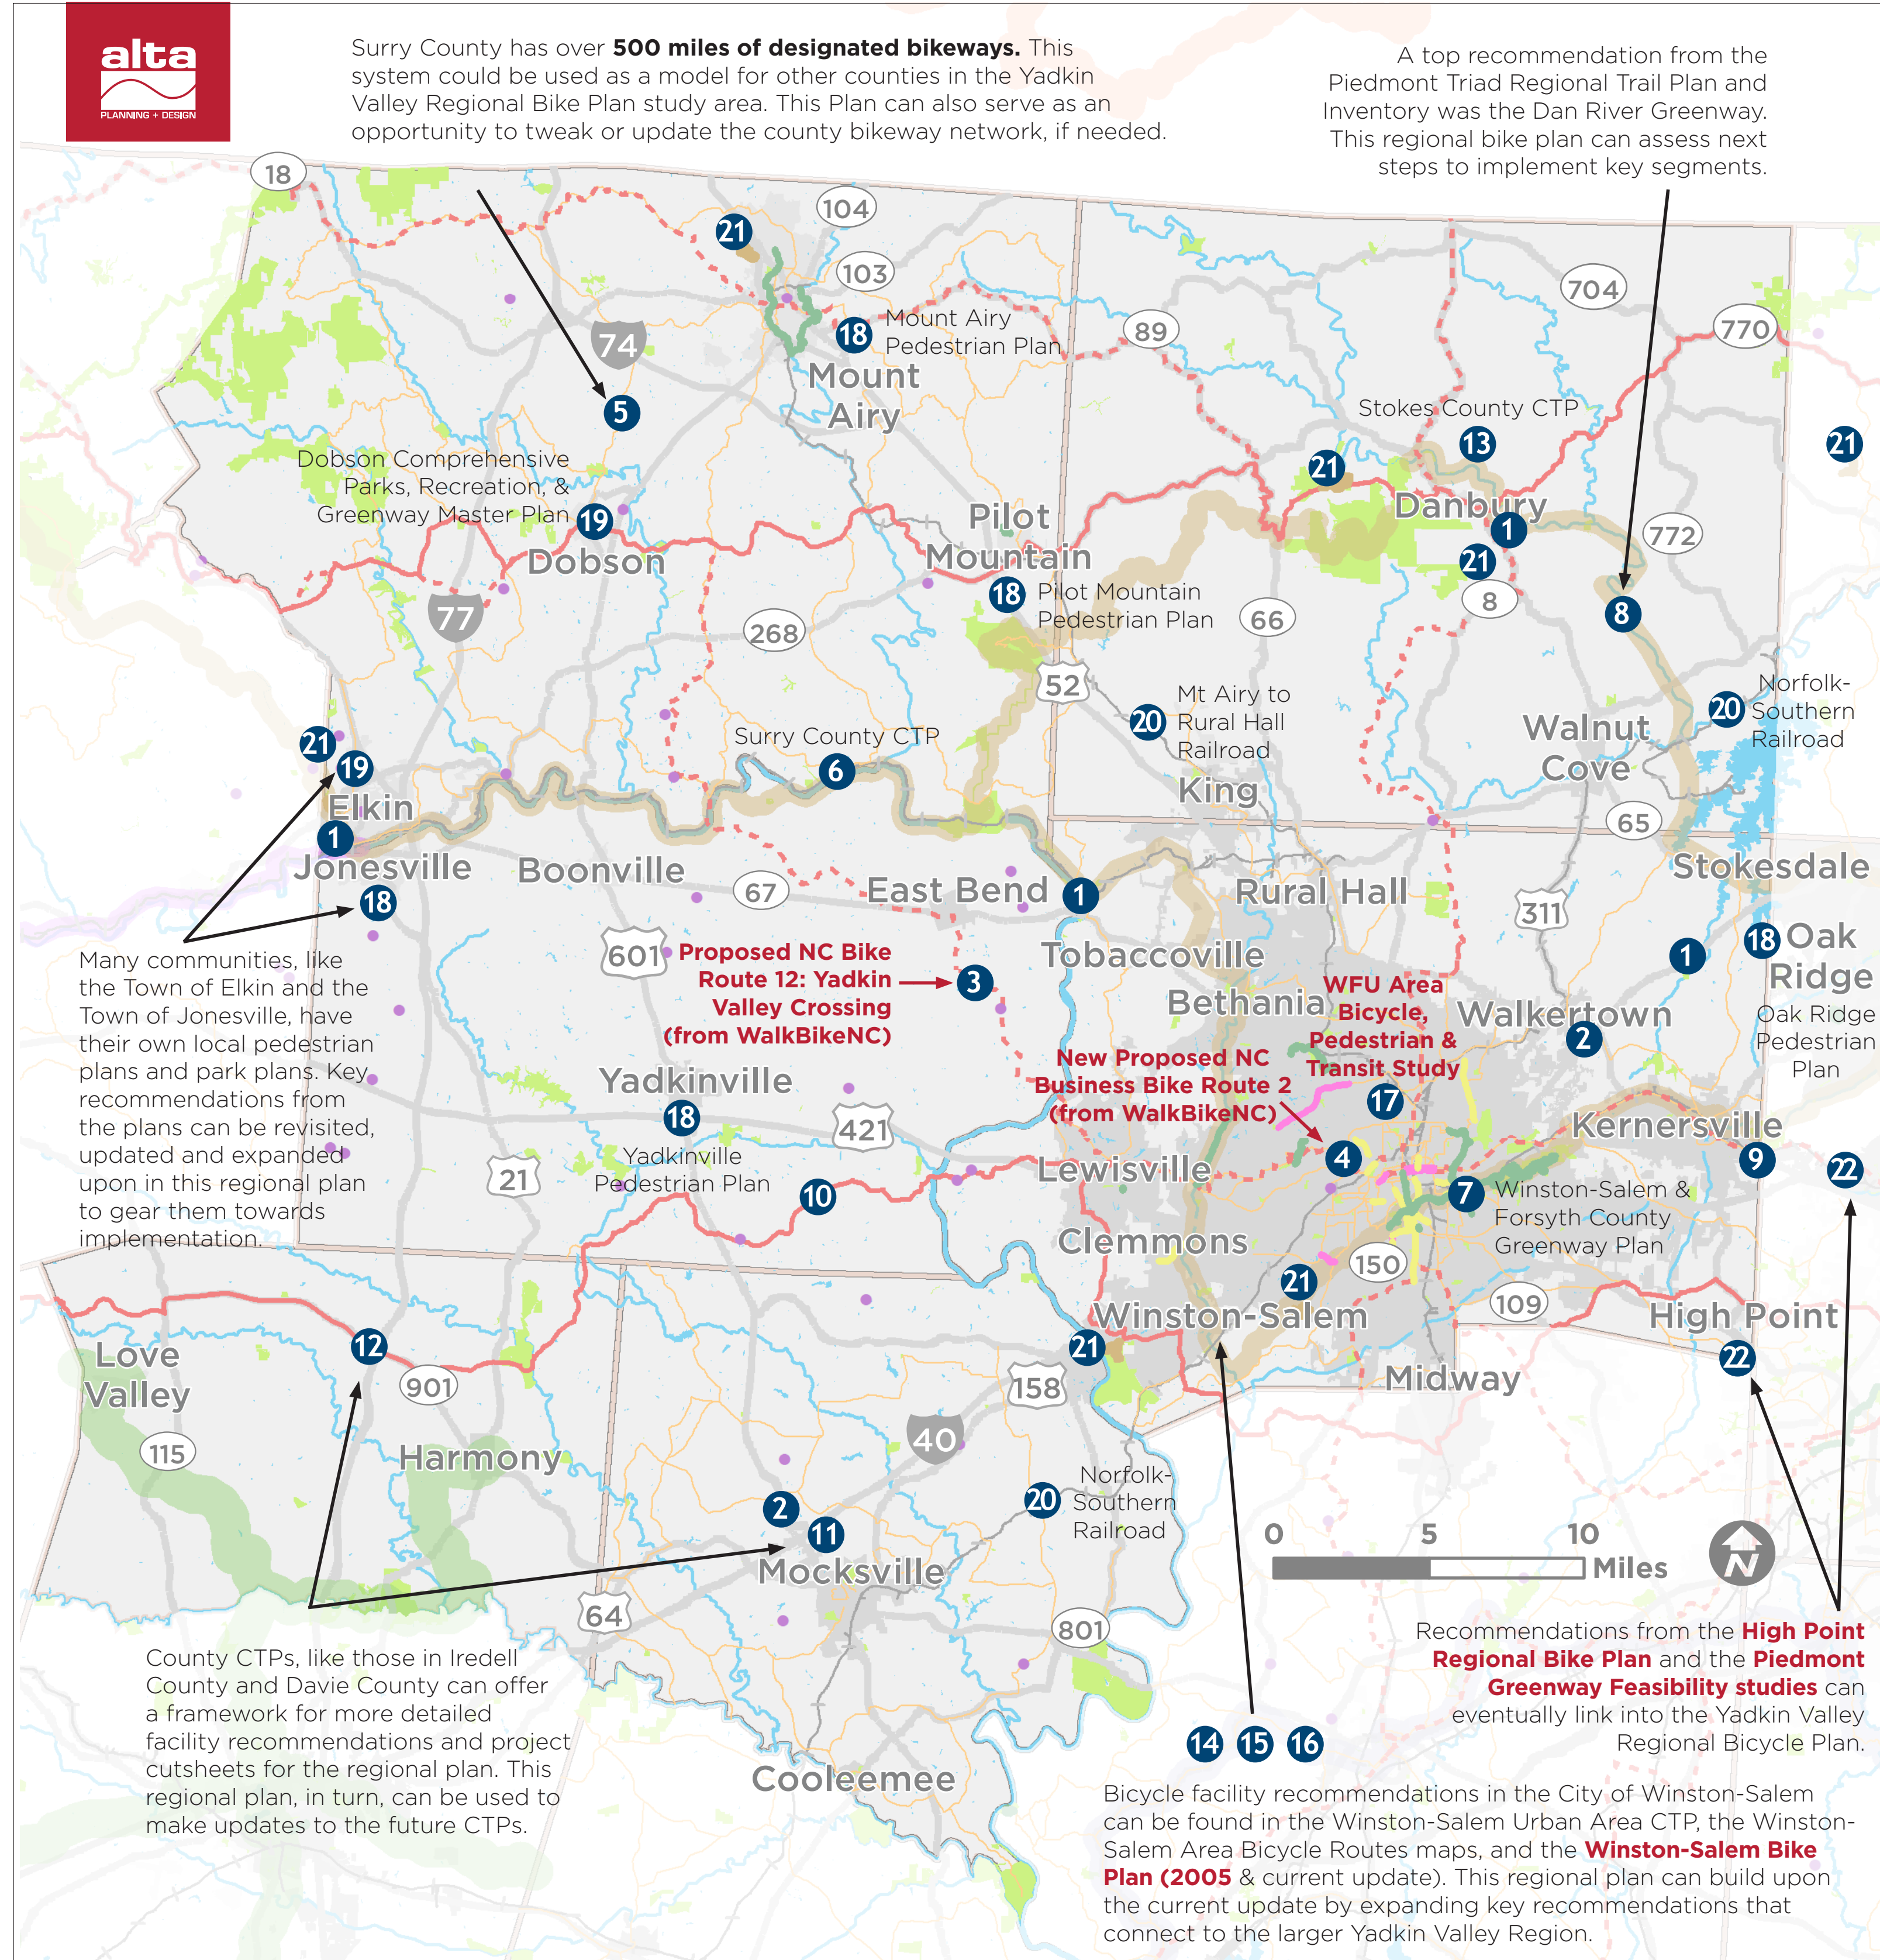 alta
PLANNING + DESIGN
Surry County has over 500 miles of designated bikeways. This
system could be used as a model for other counties in the Yadkin
Valley Regional Bike Plan study area. This Plan can also serve as an
opportunity to tweak or update the county bikeway network, if needed.
A top recommendation from the
Piedmont Triad Regional Trail Plan and
Inventory was the Dan River Greenway.
This regional bike plan can assess next
steps to implement key segments.
18
104
21
103
704
770
89
18
Mount Airy
Pedestrian Plan
74
Mount
Airy
5
Stokes County CTP
13
21
21
Dobson Comprehensive
Parks, Recreation, &
Greenway Master Plan
19
Dobson
Pilot
Mountain
Danbury
1
772
21
8
8
18
Pilot Mountain
Pedestrian Plan
77
268
66
52
20
Mt Airy to
Rural Hall
Railroad
20
Norfolk-
Southern
Railroad
Walnut
Cove
Surry County CTP
6
21
19
Elkin
1
Jonesville
18
King
65
Stokesdale
Boonville
67
East Bend
1
Rural Hall
311
Many communities, like
the Town of Elkin and the
Town of Jonesville, have
their own local pedestrian
plans and park plans. Key
recommendations from
the plans can be revisited,
updated and expanded
upon in this regional plan
to gear them towards
implementation.
601
Proposed NC Bike
Route 12: Yadkin
Valley Crossing
(from WalkBikeNC)
3
Tobaccoville
Bethania
WFU Area
Bicycle,
Pedestrian &
Transit Study
17
1
18
Oak
Ridge
Oak Ridge
Pedestrian
Plan
Walkertown
2
New Proposed NC
Business Bike Route 2
(from WalkBikeNC)
4
Yadkinville
18
Yadkinville
Pedestrian Plan
421
21
10
Lewisville
Kernersville
9
22
7
Winston-Salem &
Forsyth County
Greenway Plan
Clemmons
150
21
109
Winston-Salem
High Point
22
12
901
Love
Valley
115
Harmony
21
158
Midway
40
20
Norfolk-
Southern
Railroad
2
11
Mocksville
64
801
Cooleemee
0
5
10
Miles
N
County CTPs, like those in Iredell
County and Davie County can offer
a framework for more detailed
facility recommendations and project
cutsheets for the regional plan. This
regional plan, in turn, can be used to
make updates to the future CTPs.
Recommendations from the High Point
Regional Bike Plan and the Piedmont
Greenway Feasibility studies can
eventually link into the Yadkin Valley
Regional Bicycle Plan.
14 15 16
Bicycle facility recommendations in the City of Winston-Salem
can be found in the Winston-Salem Urban Area CTP, the Winston-
Salem Area Bicycle Routes maps, and the Winston-Salem Bike
Plan (2005 & current update). This regional plan can build upon
the current update by expanding key recommendations that
connect to the larger Yadkin Valley Region.